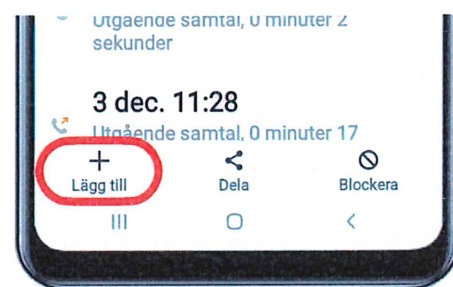 Utgående samtal, 0 minuter 2
sekunder
3 dec. 11:28
Utgående samtal, 0 minuter 17
Lägg till
Dela
Blockera